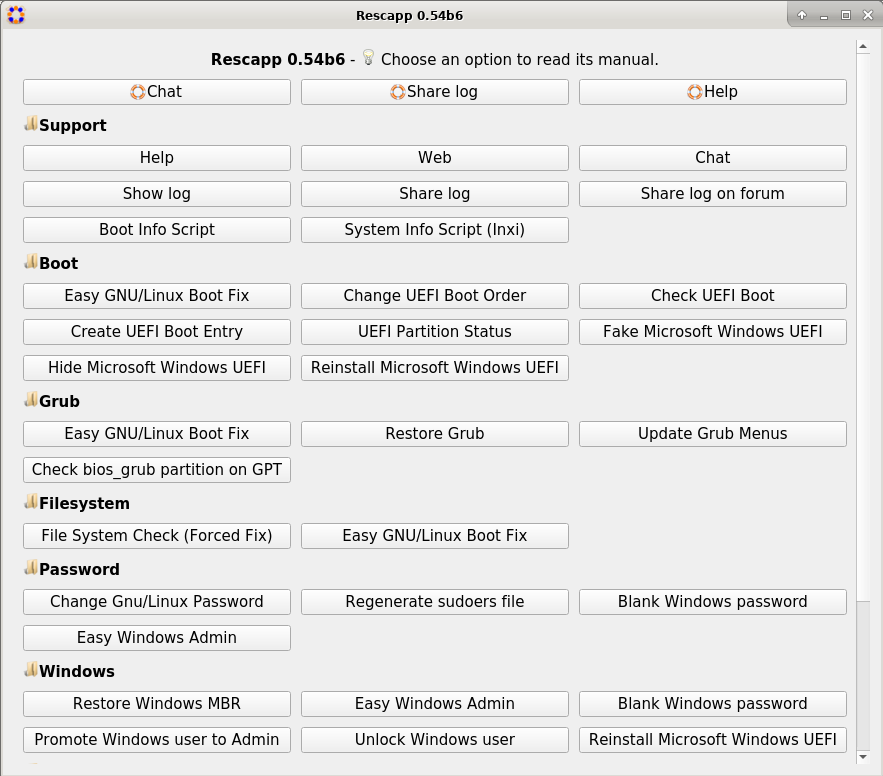 Rescapp 0.54b6
Rescapp 0.54b6 - Choose an option to read its manual.
Chat Share log Help
Support
Help Web Chat
Show log Share log Share log on forum
Boot Info Script System Info Script (Inxi)
Boot
Easy GNU/Linux Boot Fix Change UEFI Boot Order Check UEFI Boot
Create UEFI Boot Entry UEFI Partition Status Fake Microsoft Windows UEFI
Hide Microsoft Windows UEFI Reinstall Microsoft Windows UEFI
Grub
Easy GNU/Linux Boot Fix Restore Grub Update Grub Menus
Check bios_grub partition on GPT
Filesystem
File System Check (Forced Fix) Easy GNU/Linux Boot Fix
Password
Change Gnu/Linux Password Regenerate sudoers file Blank Windows password
Easy Windows Admin
Windows
Restore Windows MBR Easy Windows Admin Blank Windows password
Promote Windows user to Admin Unlock Windows user Reinstall Microsoft Windows UEFI